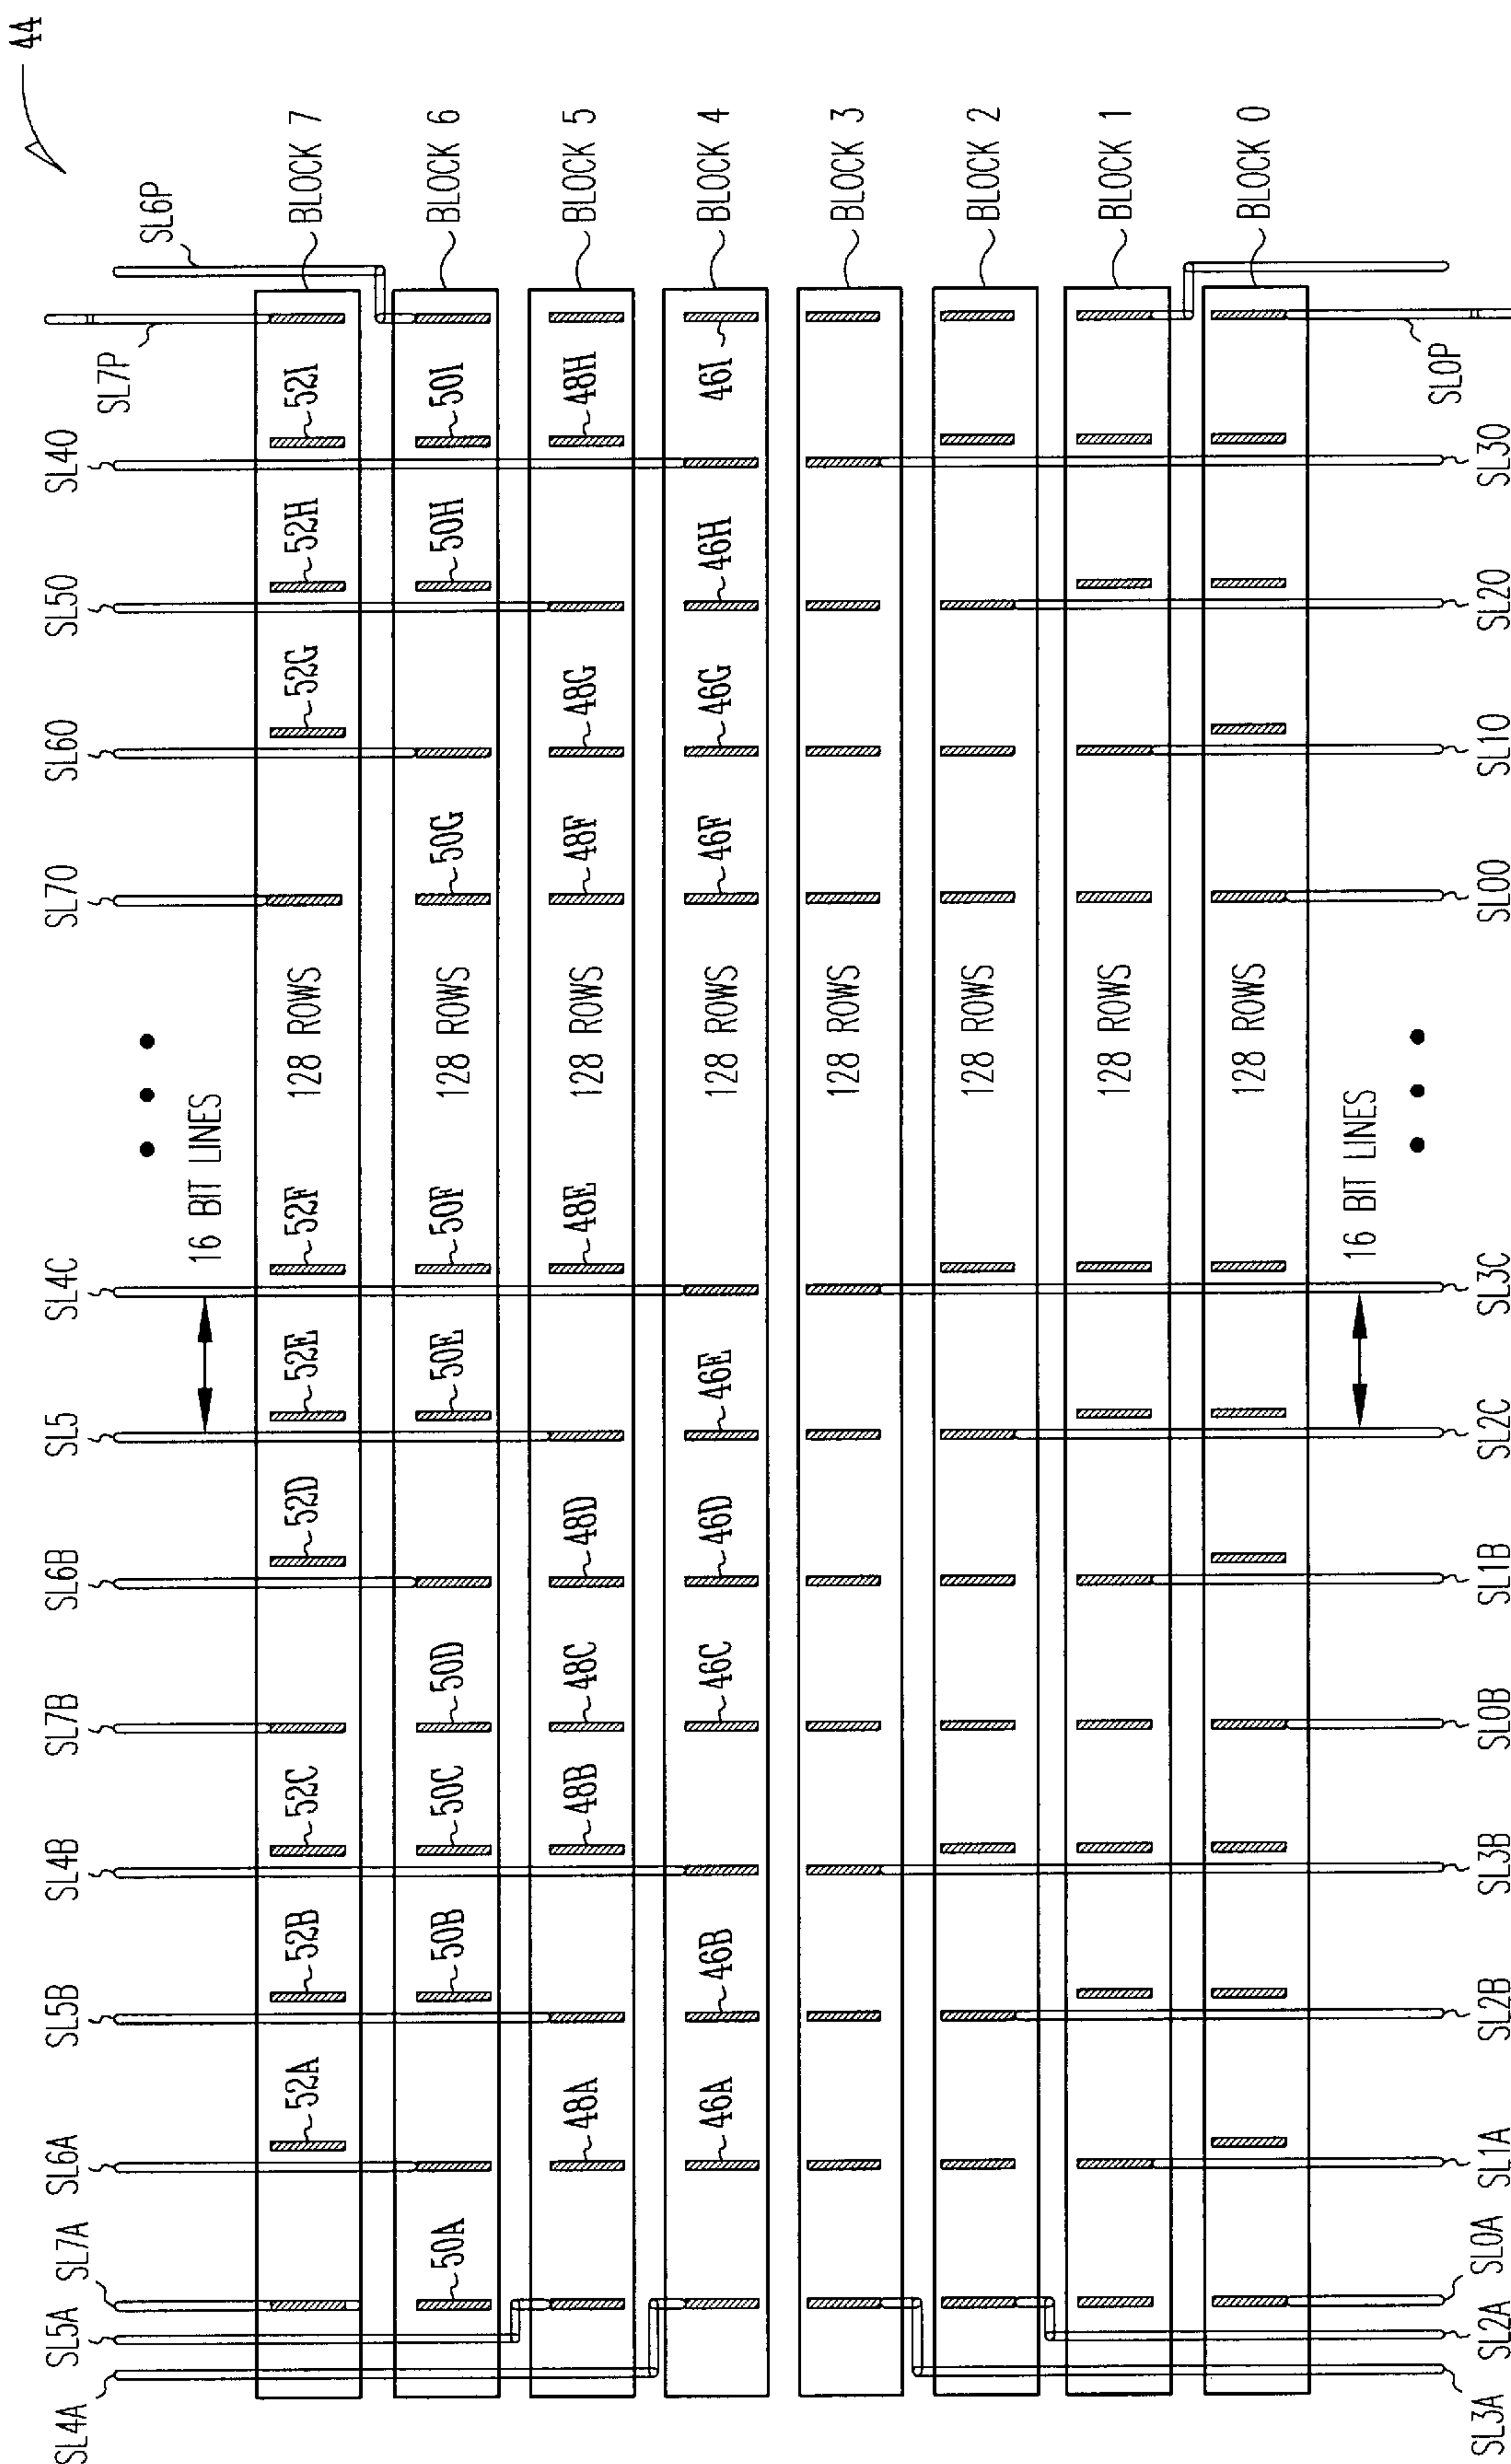 44
SL4A
SL5A
SL7A
SL6A
SL5B
SL4B
SL7B
SL6B
SL5
SL4C
SL7O
SL6O
SL5O
SL4O
SL7P
SL6P
16 BIT LINES
52A
52B
52C
52D
52E
52F
128 ROWS
52G
52H
52I
BLOCK 7
50A
50B
50C
50D
50E
50F
128 ROWS
50G
50H
50I
BLOCK 6
48A
48B
48C
48D
48E
128 ROWS
48F
48G
48H
BLOCK 5
46A
46B
46C
46D
46E
128 ROWS
46F
46G
46H
46I
BLOCK 4
128 ROWS
BLOCK 3
128 ROWS
BLOCK 2
128 ROWS
BLOCK 1
128 ROWS
BLOCK 0
16 BIT LINES
SL3A
SL2A
SL0A
SL1A
SL2B
SL3B
SL0B
SL1B
SL2C
SL3C
SL0O
SL1O
SL2O
SL3O
SL0P